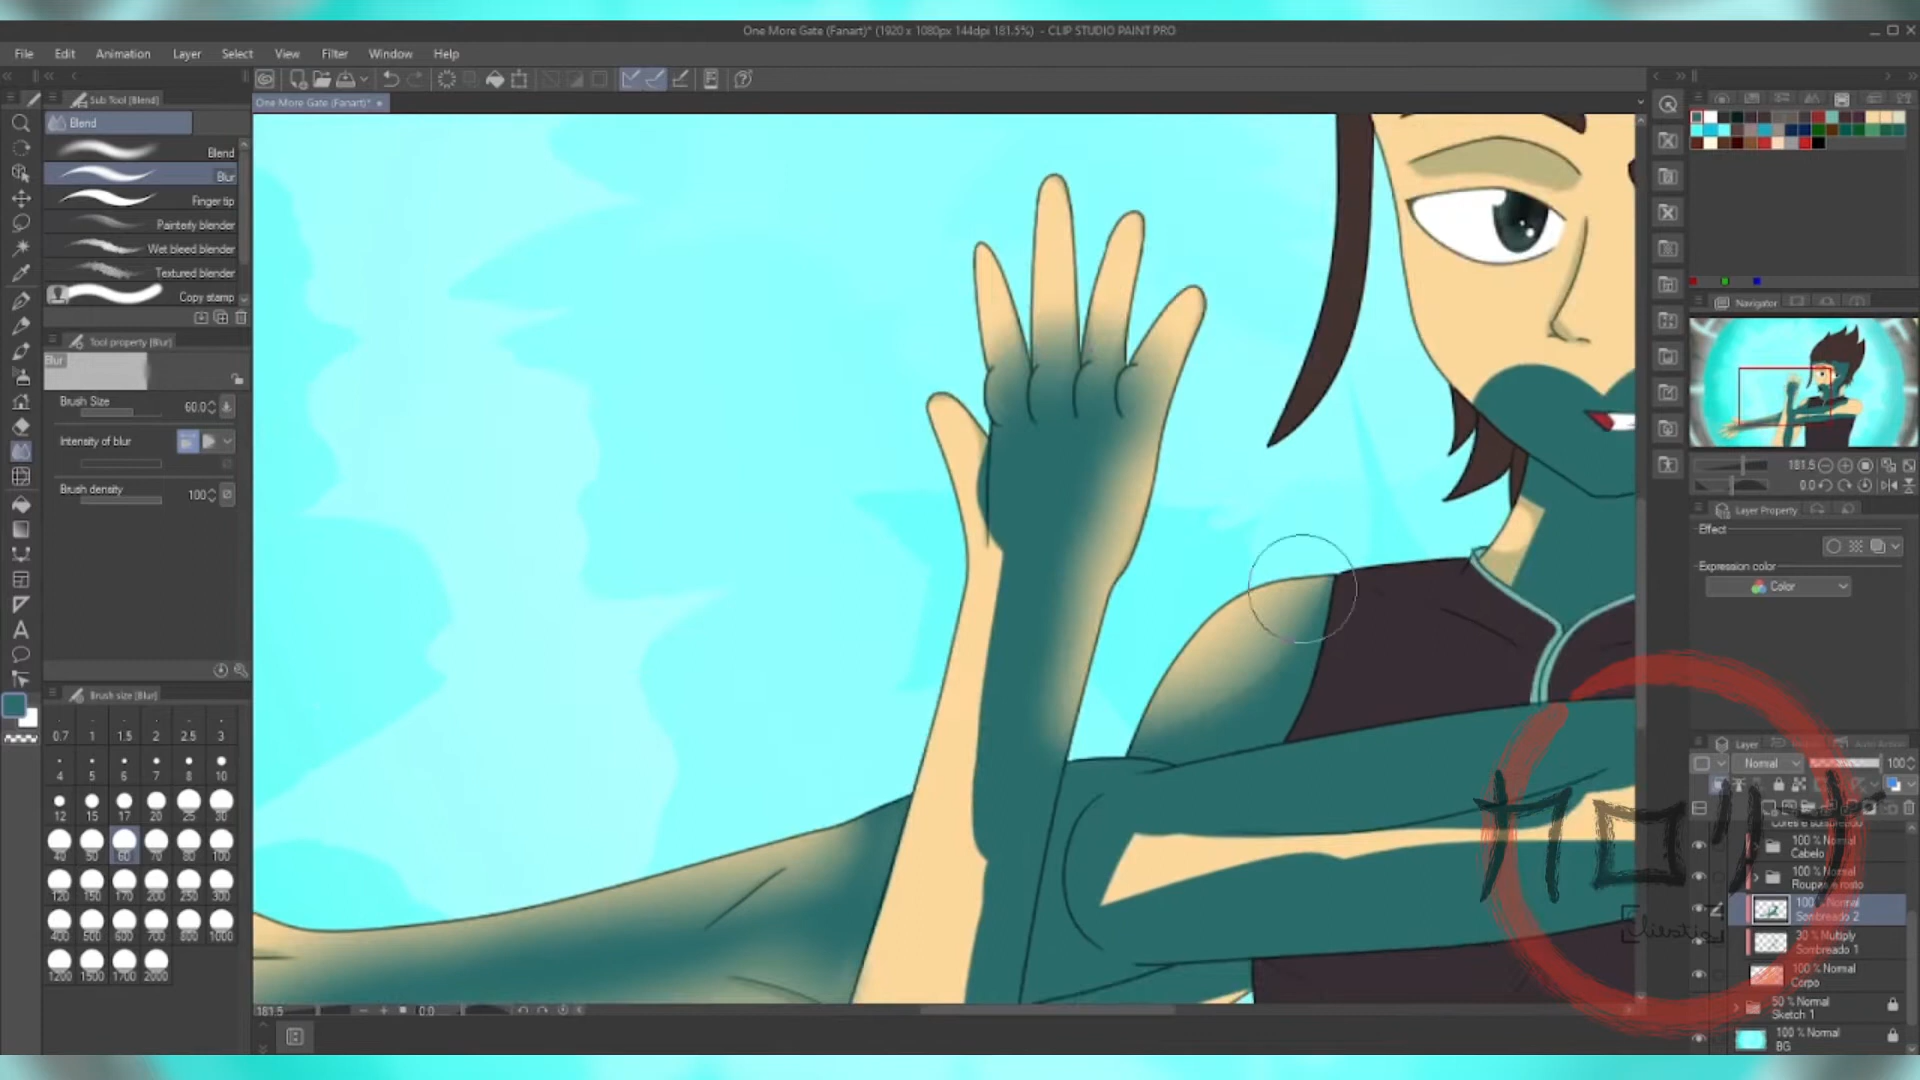 One More Gate (Fanart)* (1920 x 1080px 144dpi 181.5%) - CLIP STUDIO PAINT PRO
File Edit Animation Layer Select View Filter Window Help
Sub Tool [Blend]
One More Gate (Fanart)*
Blend
Blend
Blur
Finger tip
Painterly blender
Wet bleed blender
Textured blender
Copy stamp
Tool property [Blur]
Blur
Brush Size 60.0
Intensity of blur
Brush density 100
Brush size [Blur]
0.7 1 1.5 2 2.5 3
4 5 6 7 8 10
12 15 17 20 25 30
40 50 60 70 80 100
120 150 170 200 250 300
400 500 600 700 800 1000
1200 1500 1700 2000
181.5 0.0
Navigator
181.5
0.0
Layer Property
Effect
Expression color
Color
Layer
Normal 100
100 % Normal
Cabelo
100 % Normal
Roupa e rosto
100 % Normal
Sombreado 2
30 % Multiply
Sombreado 1
100 % Normal
Corpo
50 % Normal
Sketch 1
100 % Normal
BG
カロリ